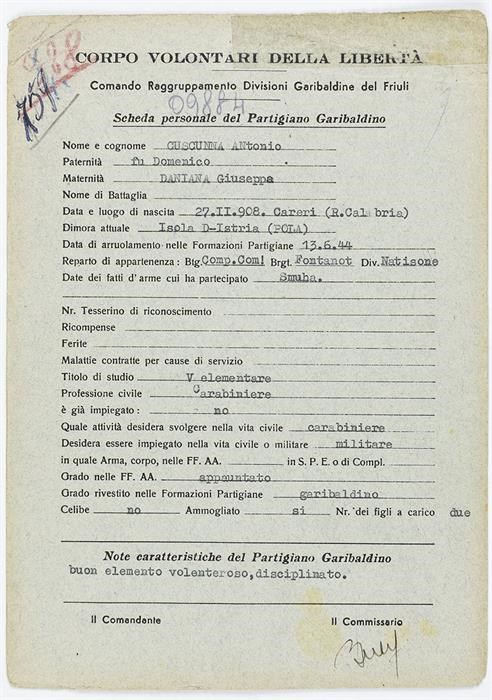 CORPO VOLONTARI DELLA LIBERTÀ
Comando Raggruppamento Divisioni Garibaldine del Friuli
09884
Scheda personale del Partigiano Garibaldino
Nome e cognome CUSCUNNA ANtonio
Paternità fu Domenico
Maternità DANIANA Giuseppa
Nome di Battaglia
Data e luogo di nascita 27.II.908. Careri (R.Calabria)
Dimora attuale Isola D-Istria (POLA)
Data di arruolamento nelle Formazioni Partigiane 13.6.44
Reparto di appartenenza: Btg. Comp.Com! Brgt. Fontanot Div. Natisone
Date dei fatti d'arme cui ha partecipato Smuha.
Nr. Tesserino di riconoscimento
Ricompense
Ferite
Malattie contratte per cause di servizio
Titolo di studio V elementare
Professione civile Carabiniere
è già impiegato: no
Quale attività desidera svolgere nella vita civile carabiniere
Desidera essere impiegato nella vita civile o militare militare
in quale Arma, corpo, nelle FF. AA. in S. P. E. o di Compl.
Grado nelle FF. AA. appauntato
Grado rivestito nelle Formazioni Partigiane garibaldino
Celibe no Ammogliato si Nr. dei figli a carico due
Note caratteristiche del Partigiano Garibaldino
buon elemento volenteroso,disciplinato.
Il Comandante Il Commissario